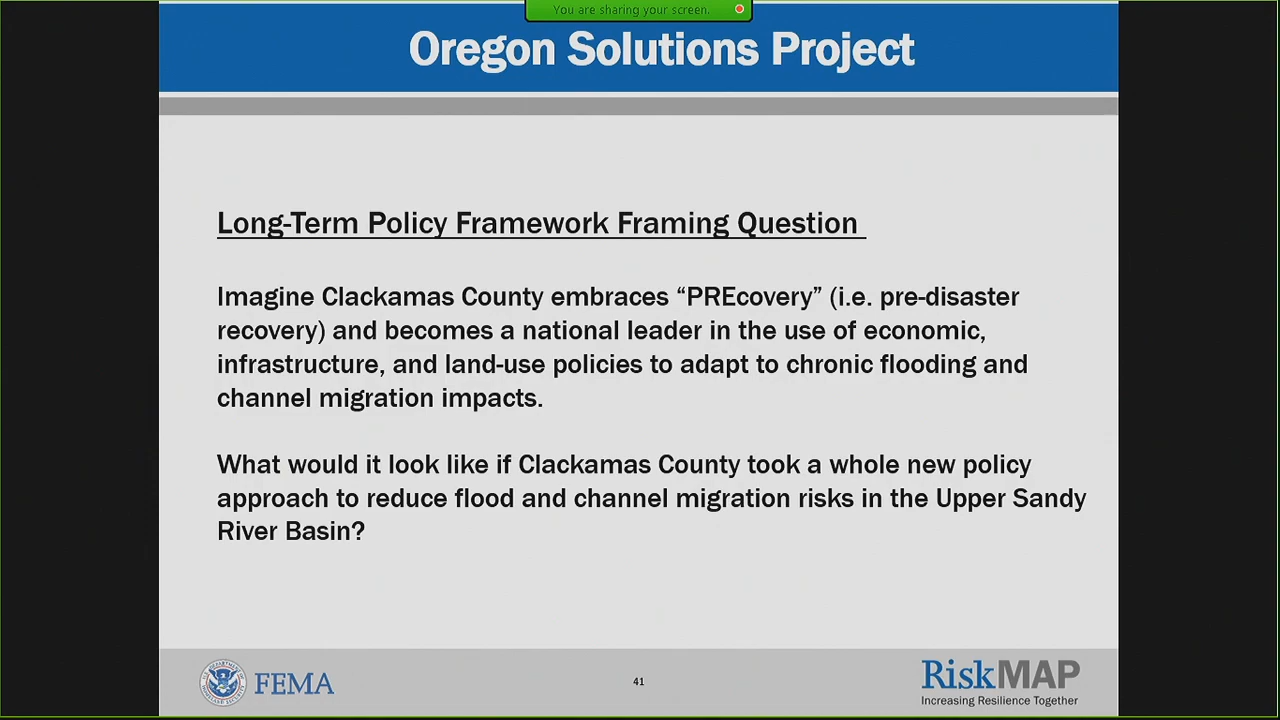 You are sharing your screen.
Oregon Solutions Project
Long-Term Policy Framework Framing Question
Imagine Clackamas County embraces “PREcovery” (i.e. pre-disaster
recovery) and becomes a national leader in the use of economic,
infrastructure, and land-use policies to adapt to chronic flooding and
channel migration impacts.
What would it look like if Clackamas County took a whole new policy
approach to reduce flood and channel migration risks in the Upper Sandy
River Basin?
FEMA
41
RiskMAP
Increasing Resilience Together